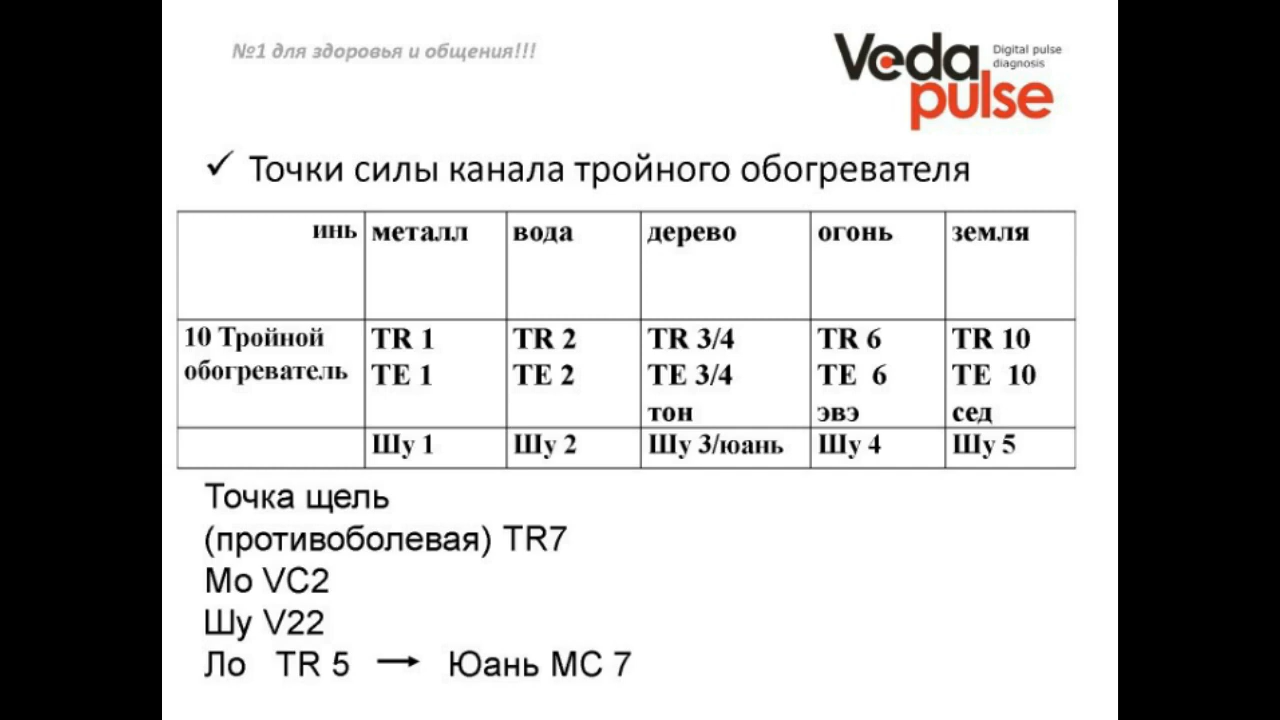 №1 для здоровья и общения!!!
Veda pulse
Digital pulse
diagnosis
✓ Точки силы канала тройного обогревателя
инь металл вода дерево огонь земля
10 Тройной обогреватель TR 1 TR 2 TR 3/4 TR 6 TR 10
TE 1 TE 2 TE 3/4 TE 6 TE 10
тон эвэ сед
Шу 1 Шу 2 Шу 3/юань Шу 4 Шу 5
Точка щель
(противоболевая) TR7
Мо VC2
Шу V22
Ло TR 5 → Юань МС 7